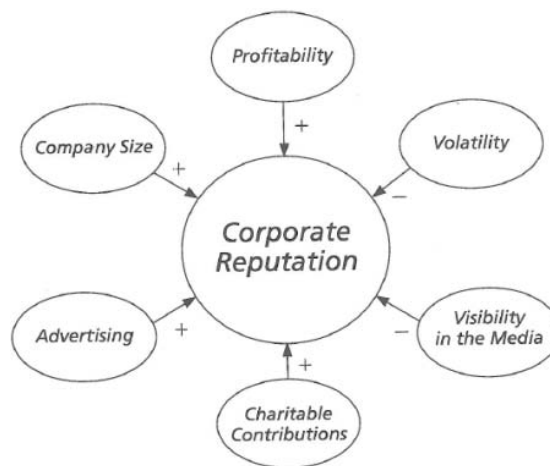 Profitability
+
Company Size
+
Volatility
−
Corporate
Reputation
Advertising
+
Visibility
in the Media
−
+
Charitable
Contributions